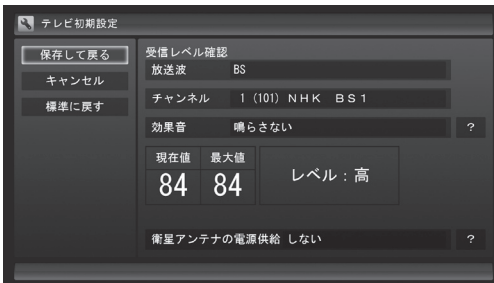 テレビ初期設定
保存して戻る
キャンセル
標準に戻す
受信レベル確認
放送波 BS
チャンネル 1 (101) NHK BS1
効果音 鳴らさない ?
現在値 最大値
84 84 レベル : 高
衛星アンテナの電源供給 しない ?